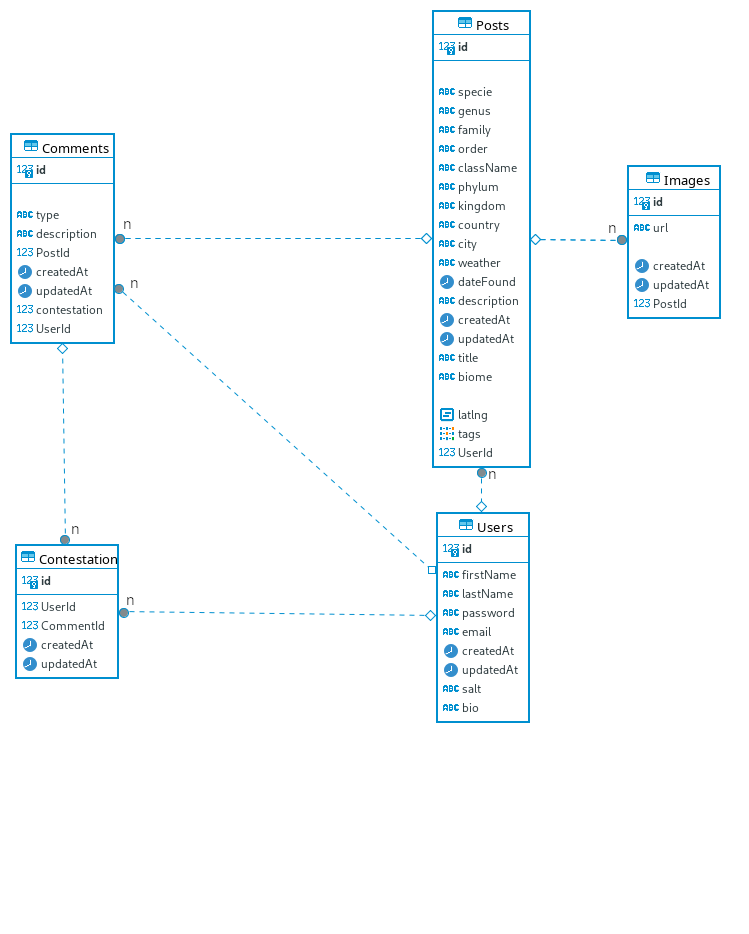 Posts
123 id
ABC specie
ABC genus
ABC family
ABC order
ABC className
ABC phylum
ABC kingdom
ABC country
ABC city
ABC weather
dateFound
ABC description
createdAt
updatedAt
ABC title
ABC biome
latlng
tags
123 UserId
n
Comments
123 id
ABC type
ABC description
123 PostId
createdAt
updatedAt
123 contestation
123 UserId
n
n
Images
123 id
ABC url
createdAt
updatedAt
123 PostId
n
Contestation
123 id
123 UserId
123 CommentId
createdAt
updatedAt
n
n
Users
123 id
ABC firstName
ABC lastName
ABC password
ABC email
createdAt
updatedAt
ABC salt
ABC bio